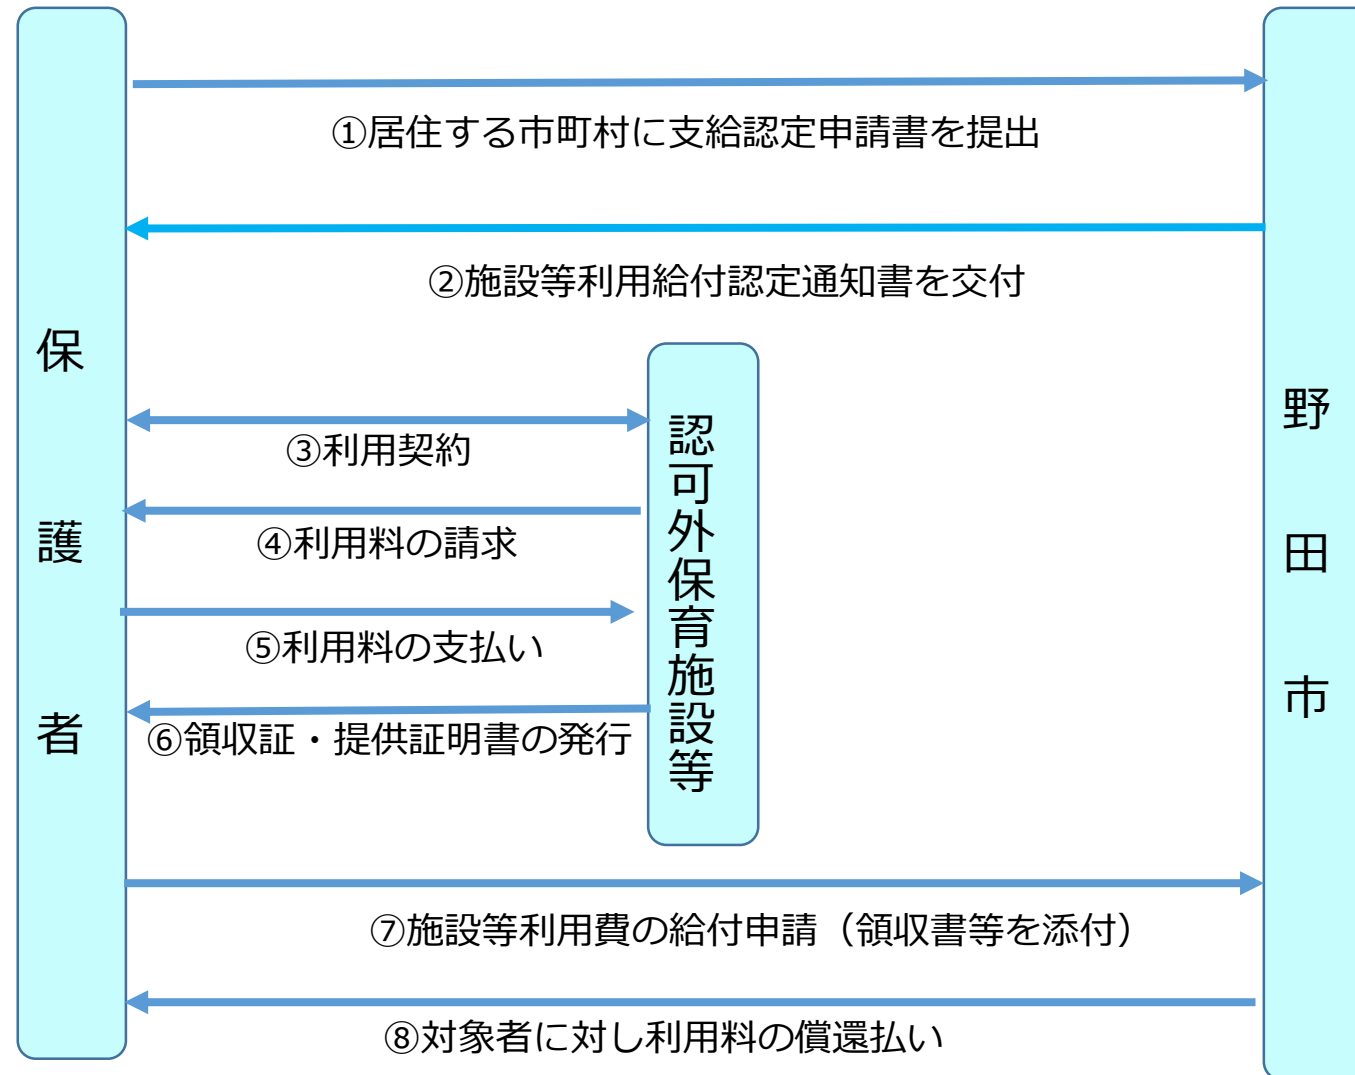 ①居住する市町村に支給認定申請書を提出
②施設等利用給付認定通知書を交付
保護者
認可外保育施設等
野田市
③利用契約
④利用料の請求
⑤利用料の支払い
⑥領収証・提供証明書の発行
⑦施設等利用費の給付申請（領収書等を添付）
⑧対象者に対し利用料の償還払い